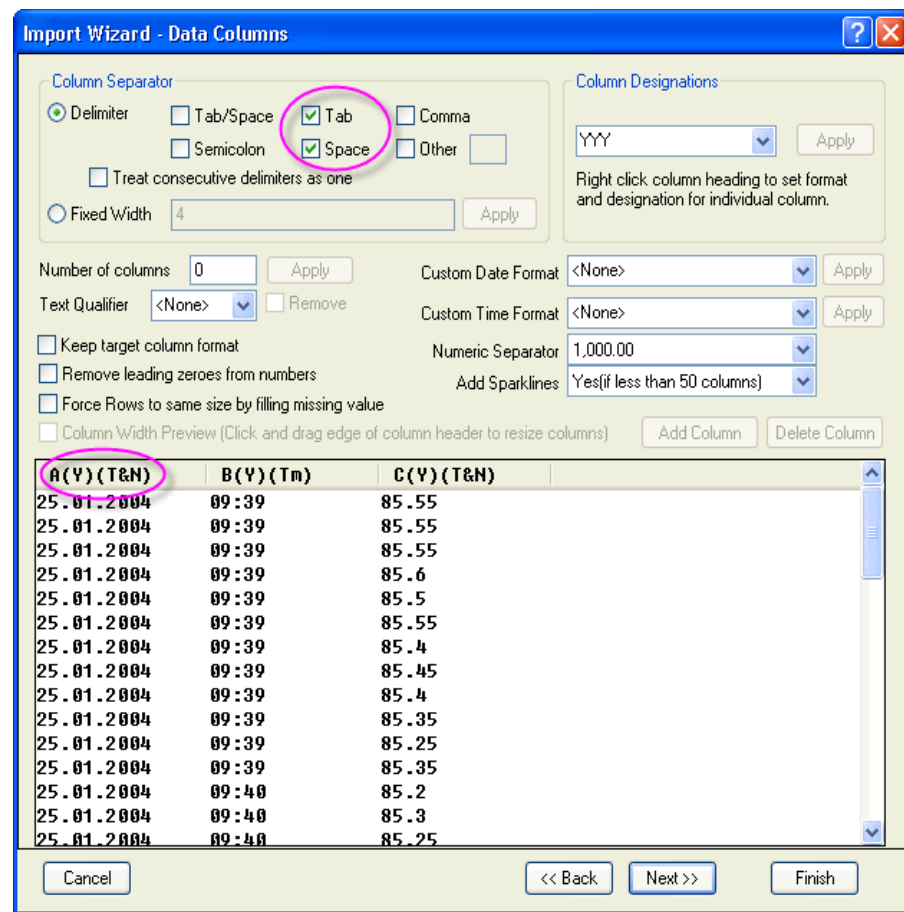 Import Wizard - Data Columns
Column Separator
Delimiter Tab/Space Tab Comma
Semicolon Space Other
Treat consecutive delimiters as one
Fixed Width 4 Apply
Column Designations
YYY Apply
Right click column heading to set format
and designation for individual column.
Number of columns 0 Apply
Text Qualifier <None> Remove
Custom Date Format <None> Apply
Custom Time Format <None> Apply
Keep target column format
Remove leading zeroes from numbers
Force Rows to same size by filling missing value
Numeric Separator 1,000.00
Add Sparklines Yes(if less than 50 columns)
Column Width Preview (Click and drag edge of column header to resize columns) Add Column Delete Column
A(Y)(T&N) B(Y)(Tm) C(Y)(T&N)
25.01.2004 09:39 85.55
25.01.2004 09:39 85.55
25.01.2004 09:39 85.55
25.01.2004 09:39 85.6
25.01.2004 09:39 85.5
25.01.2004 09:39 85.55
25.01.2004 09:39 85.4
25.01.2004 09:39 85.45
25.01.2004 09:39 85.4
25.01.2004 09:39 85.35
25.01.2004 09:39 85.25
25.01.2004 09:39 85.35
25.01.2004 09:40 85.2
25.01.2004 09:40 85.3
25.01.2004 09:40 85.25
Cancel << Back Next >> Finish